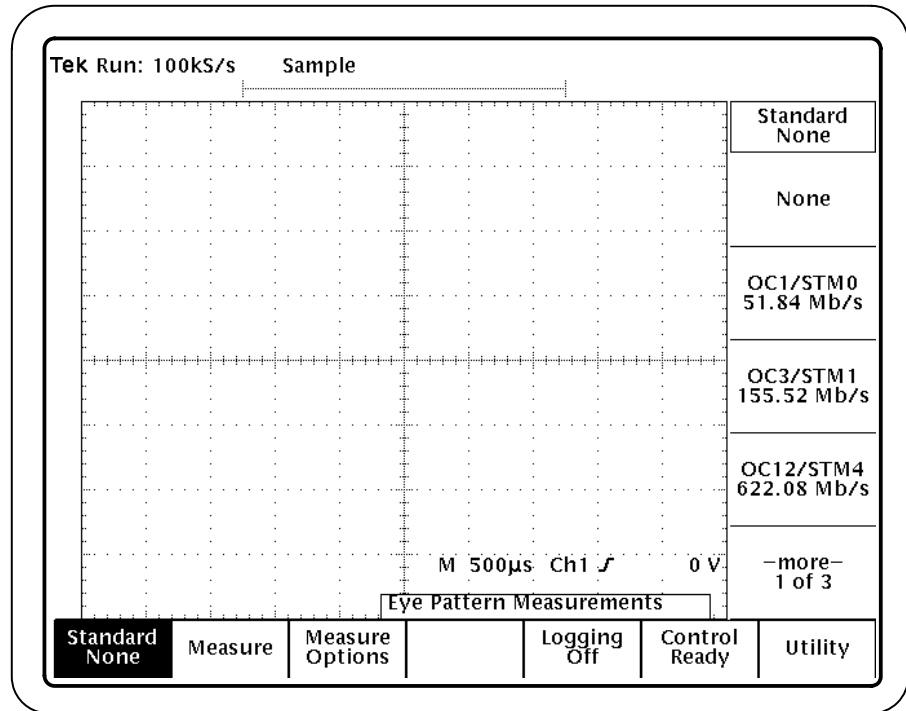 Tek Run: 100kS/s Sample
Standard
None
None
OC1/STM0
51.84 Mb/s
OC3/STM1
155.52 Mb/s
OC12/STM4
622.08 Mb/s
M 500µs Ch1 0 V
–more–
1 of 3
Eye Pattern Measurements
Standard
None
Measure
Measure
Options
Logging
Off
Control
Ready
Utility